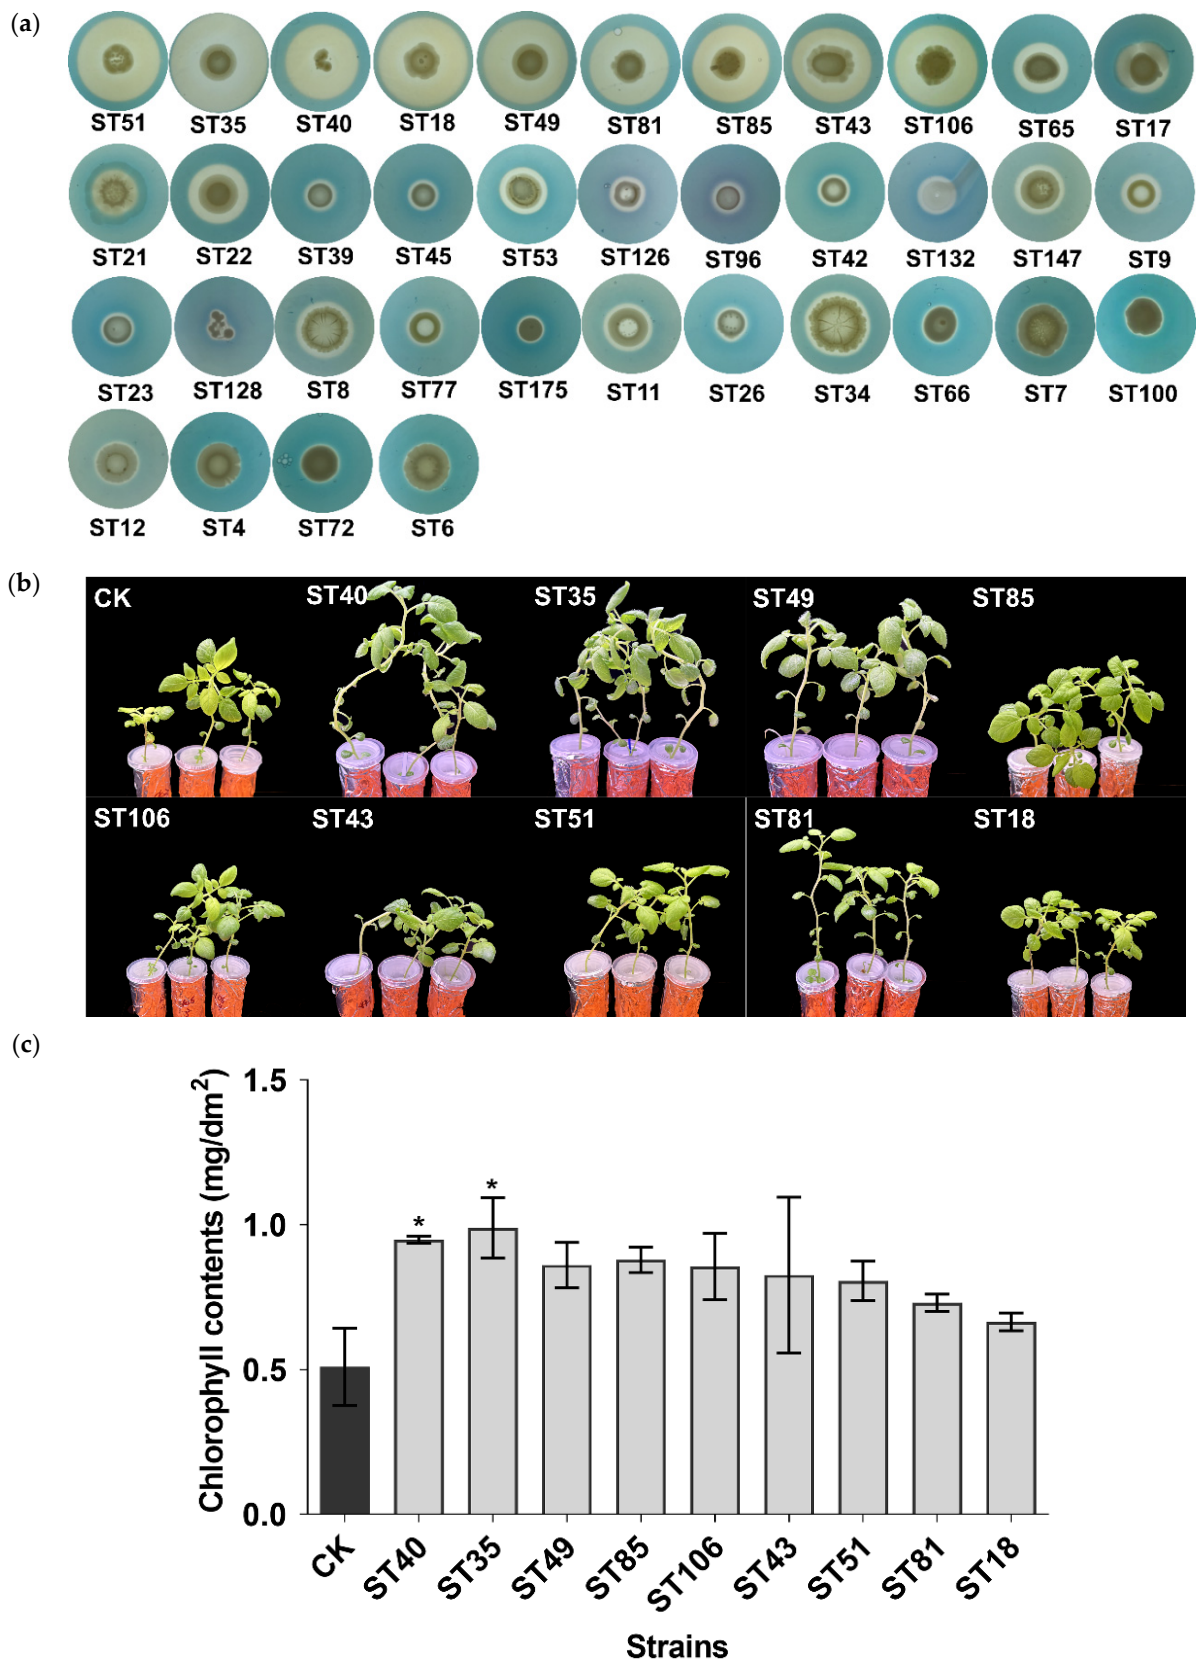 (a)
ST51 ST35 ST40 ST18 ST49 ST81 ST85 ST43 ST106 ST65 ST17
ST21 ST22 ST39 ST45 ST53 ST126 ST96 ST42 ST132 ST147 ST9
ST23 ST128 ST8 ST77 ST175 ST11 ST26 ST34 ST66 ST7 ST100
ST12 ST4 ST72 ST6
(b)
CK ST40 ST35 ST49 ST85
ST106 ST43 ST51 ST81 ST18
(c)
Chlorophyll contents (mg/dm²)
1.5
1.0
0.5
0.0
* *
CK ST40 ST35 ST49 ST85 ST106 ST43 ST51 ST81 ST18
Strains